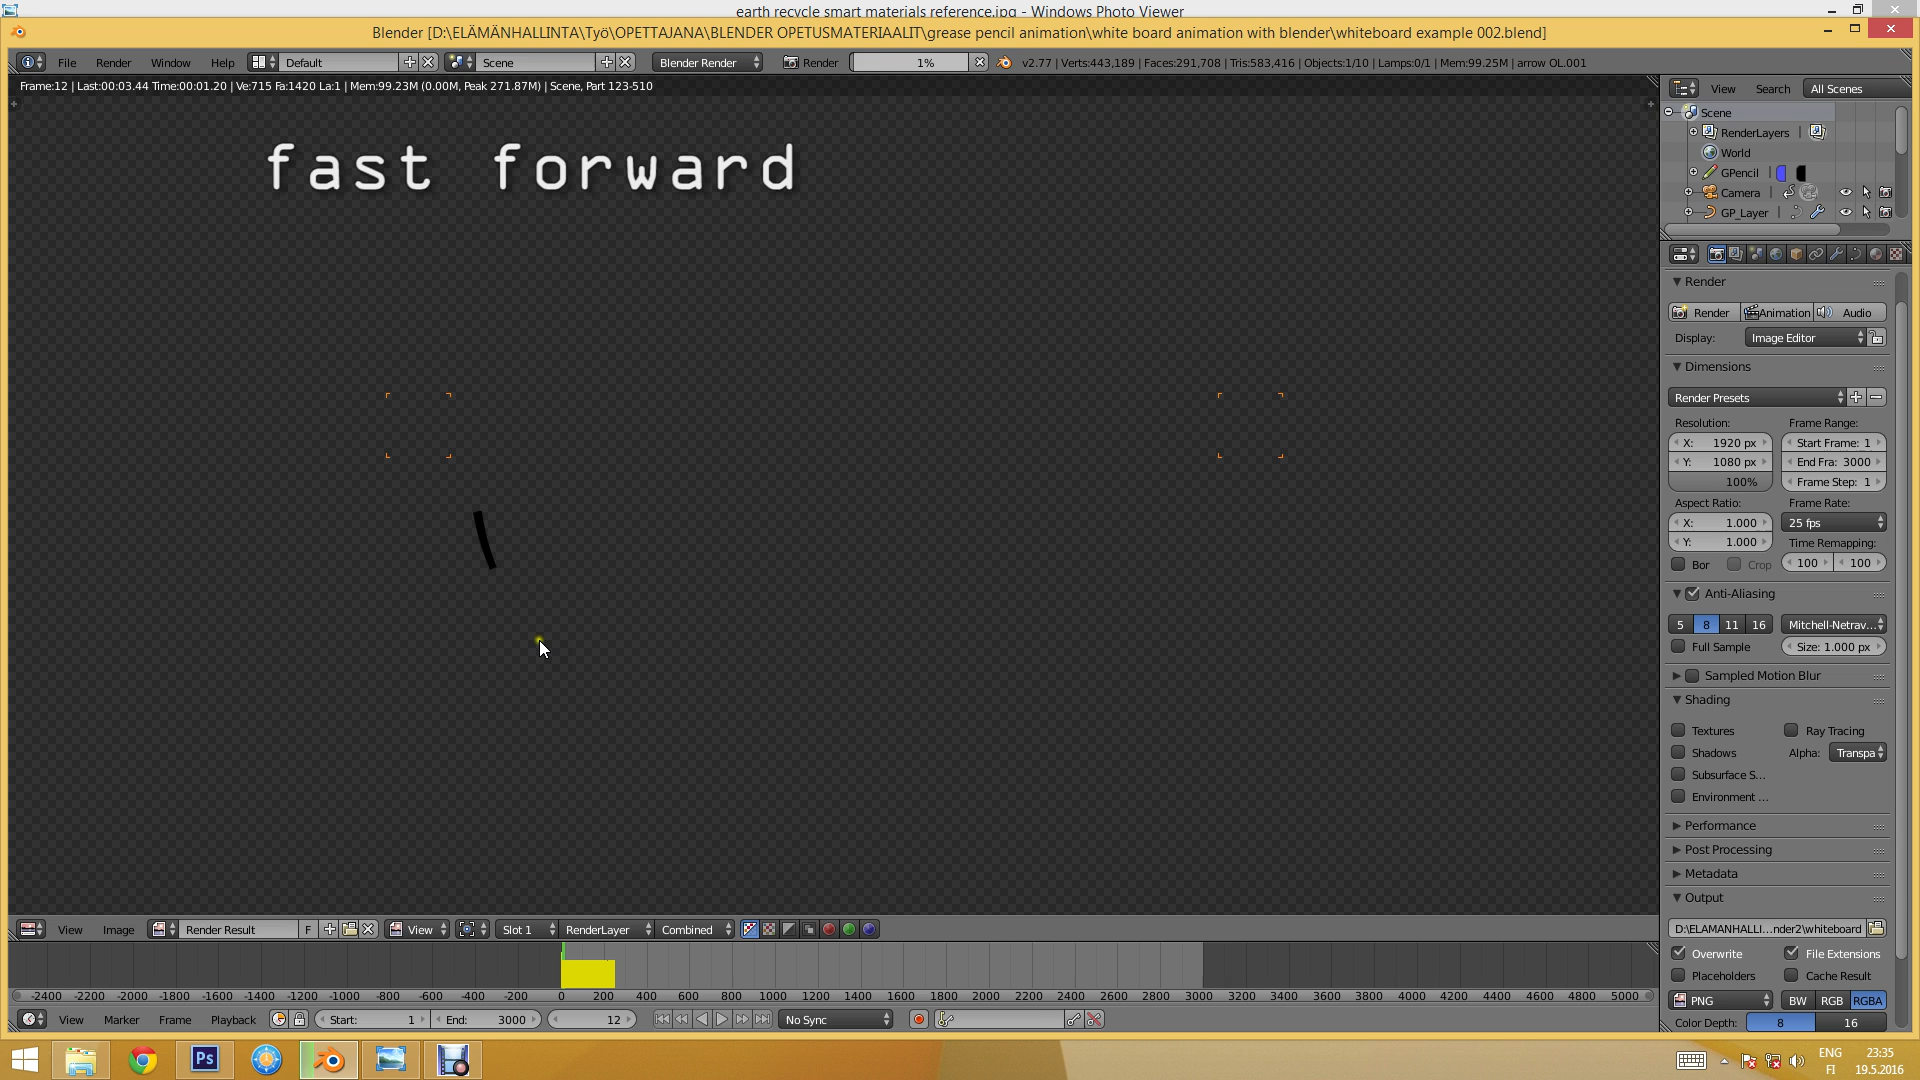 earth recycle smart materials reference.jpg - Windows Photo Viewer
Blender [D:\ELÄMÄNHALLINTA\Työ\OPETTAJANA\BLENDER OPETUSMATERIAALIT\grease pencil animation\white board animation with blender\whiteboard example 002.blend]
File Render Window Help Default Scene Blender Render Render 1% v2.77 | Verts:443,189 | Faces:291,708 | Tris:583,416 | Objects:1/10 | Lamps:0/1 | Mem:99.25M | arrow OL.001
Frame:12 | Last:00:03.44 Time:00:01.20 | Ve:715 Fa:1420 La:1 | Mem:99.23M (0.00M, Peak 271.87M) | Scene, Part 123-510
View Search All Scenes
Scene
RenderLayers
World
GPencil
Camera
GP_Layer
fast forward
Render
Render Animation Audio
Display: Image Editor
Dimensions
Render Presets
Resolution: Frame Range:
X: 1920 px Start Frame: 1
Y: 1080 px End Fra: 3000
100% Frame Step: 1
Aspect Ratio: Frame Rate:
X: 1.000 25 fps
Y: 1.000 Time Remapping:
Bor Crop 100 100
Anti-Aliasing
5 8 11 16 Mitchell-Netrav...
Full Sample Size: 1.000 px
Sampled Motion Blur
Shading
Textures Ray Tracing
Shadows Alpha: Transpa
Subsurface S...
Environment ...
Performance
Post Processing
Metadata
Output
D:\ELAMANHALLI...nder2\whiteboard
Overwrite File Extensions
Placeholders Cache Result
PNG BW RGB RGBA
Color Depth: 8 16
View Image Render Result F View Slot 1 RenderLayer Combined
-2400 -2200 -2000 -1800 -1600 -1400 -1200 -1000 -800 -600 -400 -200 0 200 400 600 800 1000 1200 1400 1600 1800 2000 2200 2400 2600 2800 3000 3200 3400 3600 3800 4000 4200 4400 4600 4800 5000
View Marker Frame Playback Start: 1 End: 3000 12 No Sync
Ps
ENG 23:35
FI 19.5.2016